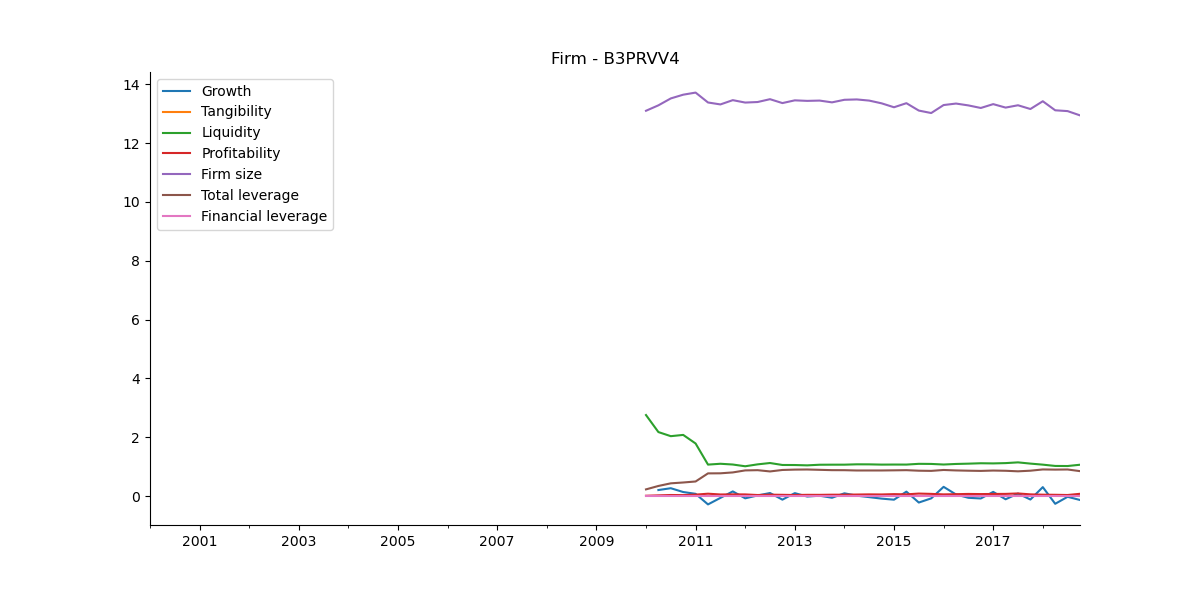 Firm - B3PRVV4
14
12
10
8
6
4
2
0
Growth
Tangibility
Liquidity
Profitability
Firm size
Total leverage
Financial leverage
2001 2003 2005 2007 2009 2011 2013 2015 2017